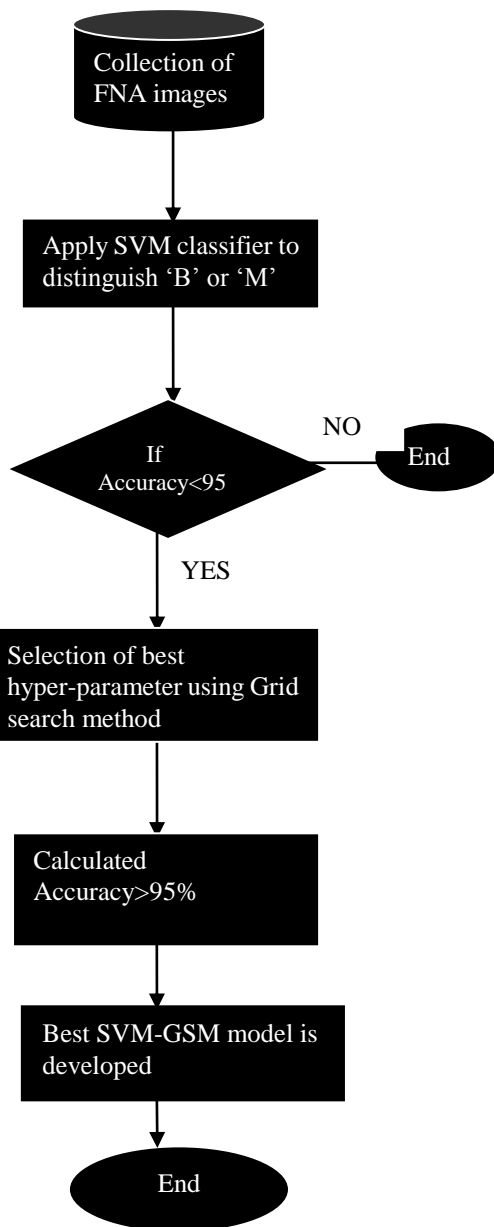 Collection of
FNA images
Apply SVM classifier to
distinguish ‘B’ or ‘M’
If
Accuracy<95
NO
End
YES
Selection of best
hyper-parameter using Grid
search method
Calculated
Accuracy>95%
Best SVM-GSM model is
developed
End